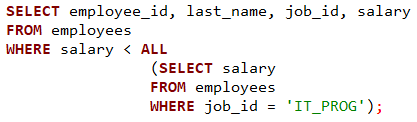 SELECT employee_id, last_name, job_id, salary
FROM employees
WHERE salary < ALL
(SELECT salary
FROM employees
WHERE job_id = 'IT_PROG');